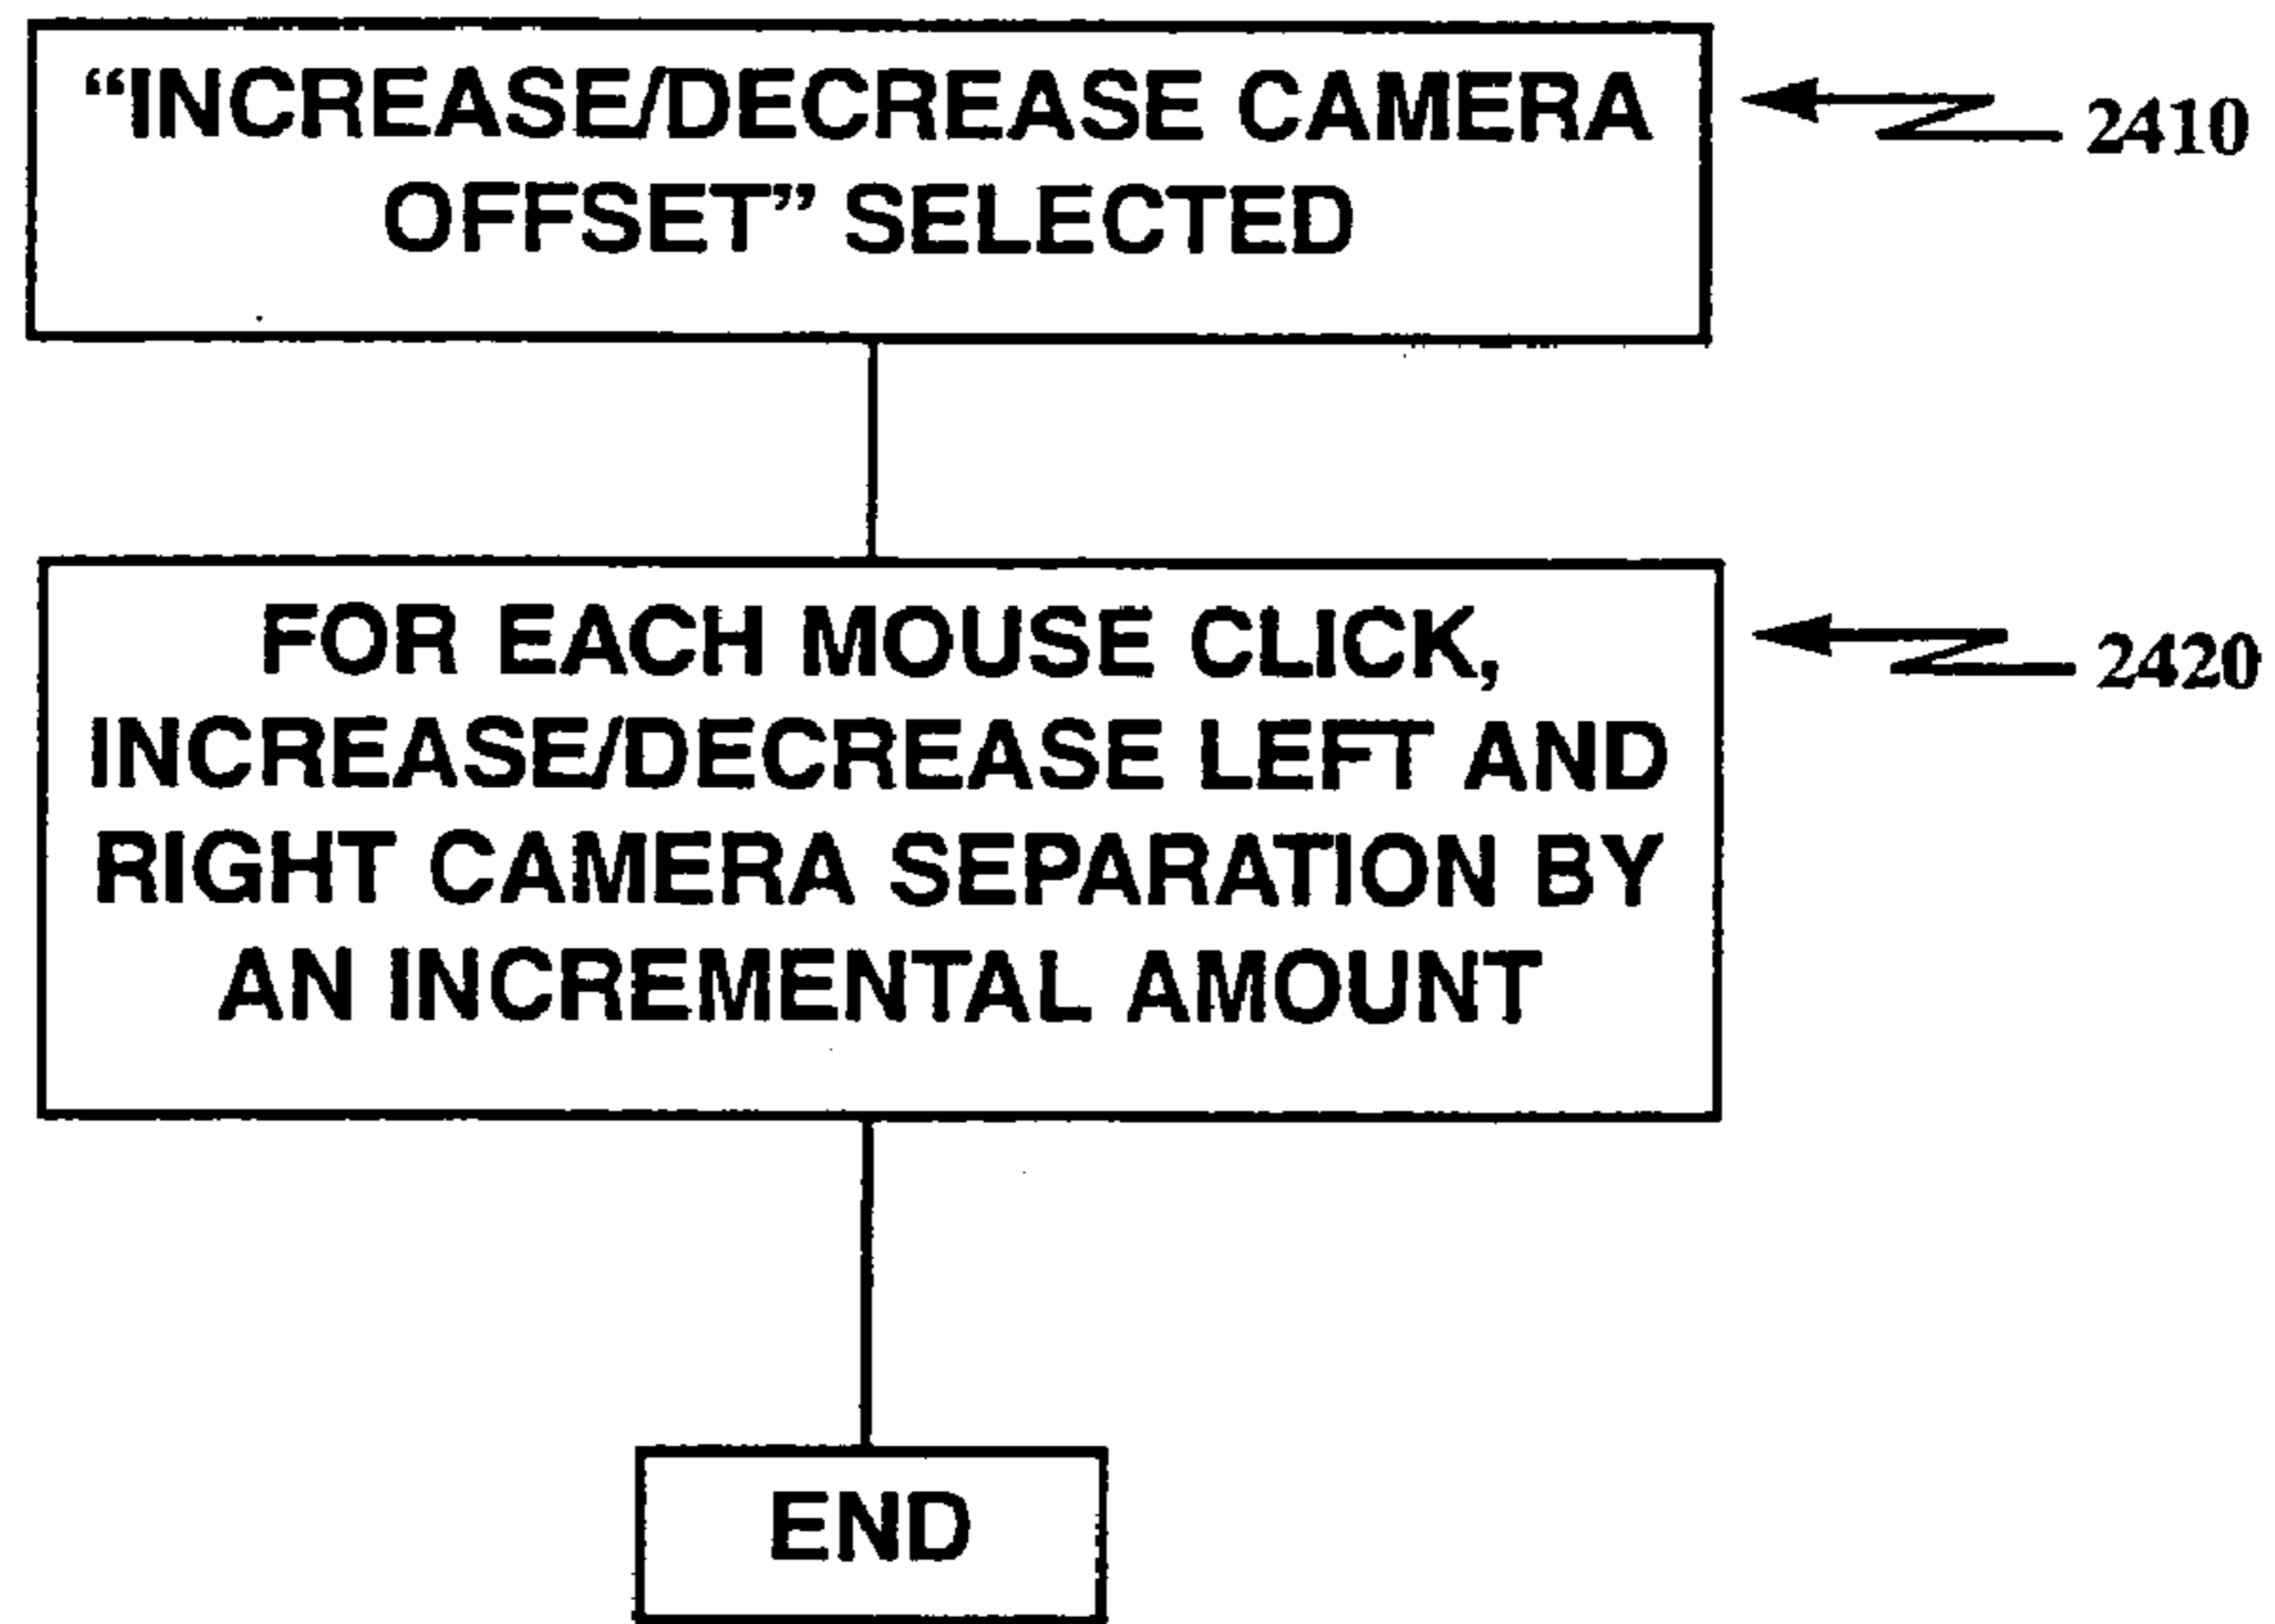 “INCREASE/DECREASE CAMERA
OFFSET” SELECTED
2410
FOR EACH MOUSE CLICK,
INCREASE/DECREASE LEFT AND
RIGHT CAMERA SEPARATION BY
AN INCREMENTAL AMOUNT
2420
END